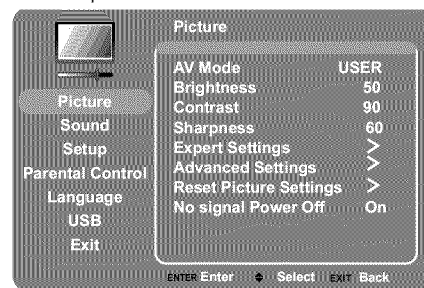 Picture
Sound
Setup
Parental Control
Language
USB
Exit
Picture
AV Mode USER
Brightness 50
Contrast 90
Sharpness 60
Expert Settings >
Advanced Settings >
Reset Picture Settings >
No signal Power Off On
ENTER Enter Select EXIT Back